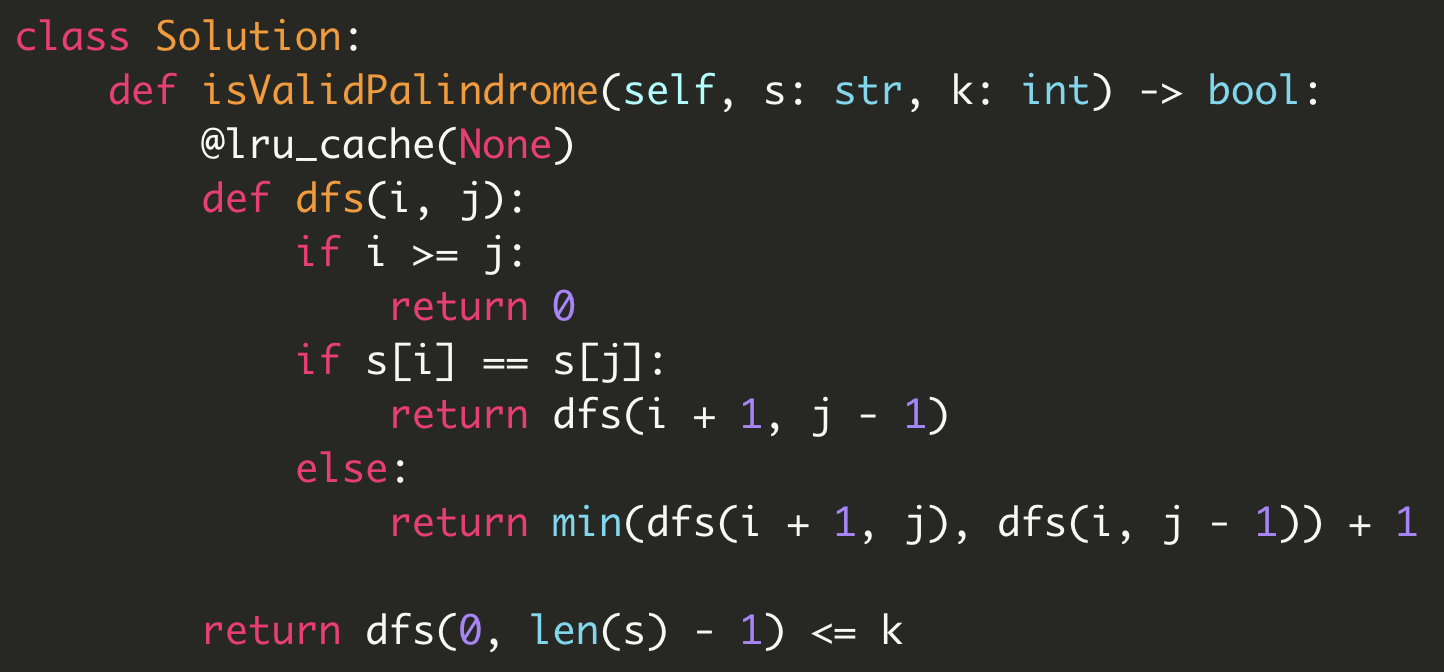 class Solution:
    def isValidPalindrome(self, s: str, k: int) -> bool:
        @lru_cache(None)
        def dfs(i, j):
            if i >= j:
                return 0
            if s[i] == s[j]:
                return dfs(i + 1, j - 1)
            else:
                return min(dfs(i + 1, j), dfs(i, j - 1)) + 1

        return dfs(0, len(s) - 1) <= k